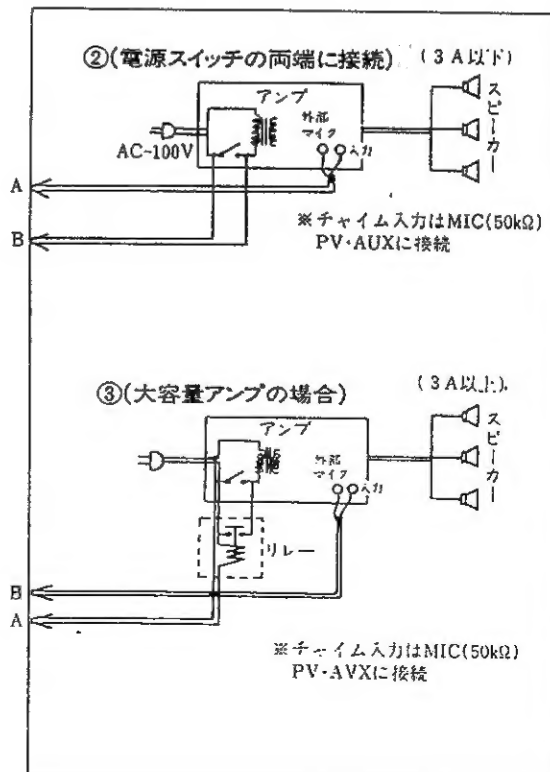 ②(電源スイッチの両端に接続)
(3A以下)
アンプ
外部
マイク
入力
スピーカー
AC~100V
A
B
※チャイム入力はMIC(50kΩ)
PV・AUXに接続
③(大容量アンプの場合)
(3A以上)
アンプ
外部
マイク
入力
スピーカー
リレー
B
A
※チャイム入力はMIC(50kΩ)
PV・AVXに接続